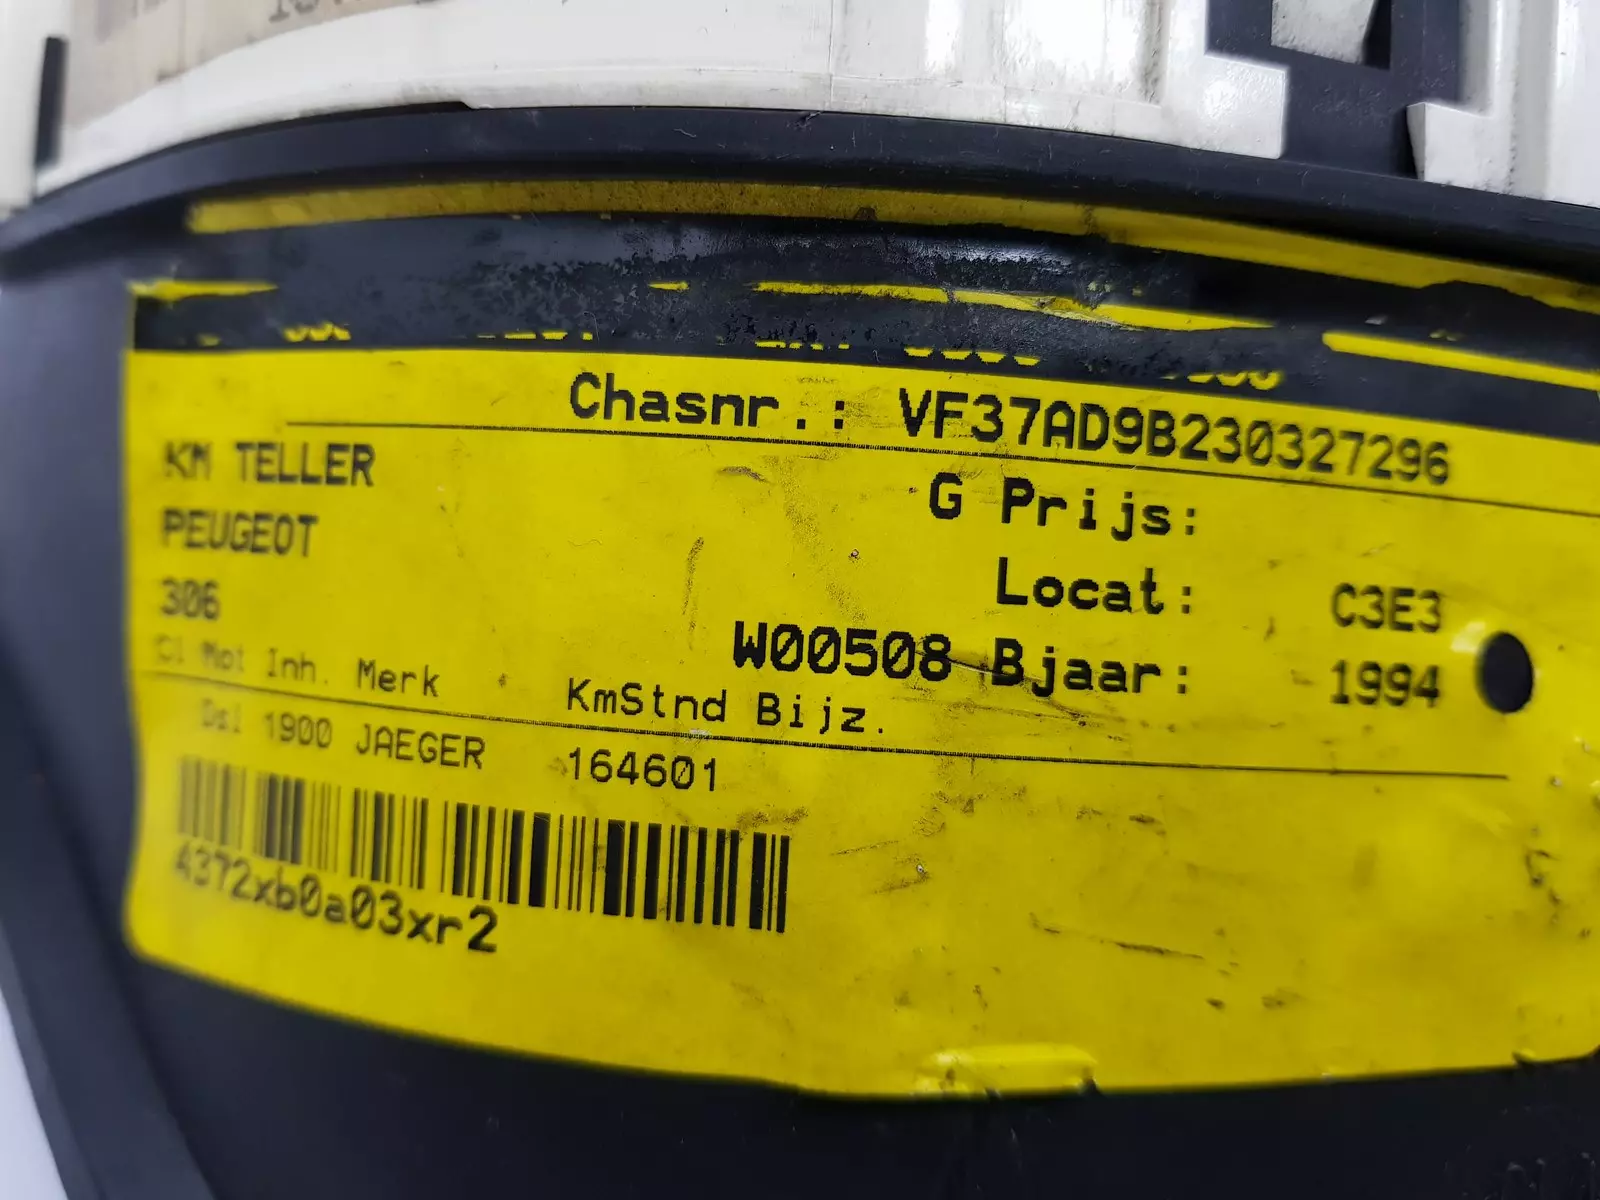 Chasnr.: VF37AD9B230327296
KM TELLER
G Prijs:
PEUGEOT
Locat: C3E3
306
W00508 Bjaar: 1994
Cl Mot Inh. Merk KmStnd Bijz.
Dsl 1900 JAEGER 164601
A372xb0a03xr2